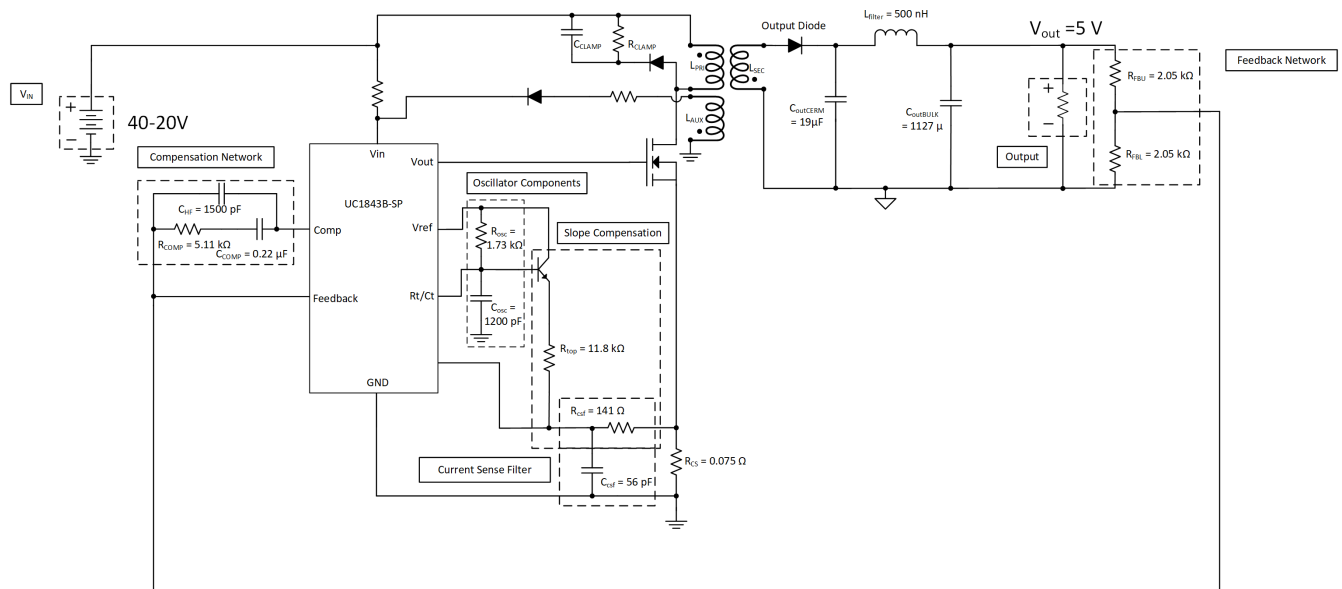 L_filter = 500 nH
Output Diode
V_out =5 V
C_CLAMP
R_CLAMP
R_FBU = 2.05 kΩ
Feedback Network
L_PRI
L_SEC
V_IN
+
−
40-20V
C_outCERM
= 19µF
C_outBULK
= 1127 µ
+
−
L_AUX
Compensation Network
Vin
Vout
Output
R_FBL = 2.05 kΩ
Oscillator Components
C_HF = 1500 pF
UC1843B-SP
Comp
Vref
R_osc =
1.73 kΩ
Slope Compensation
R_COMP = 5.11 kΩ
C_COMP = 0.22 µF
Feedback
Rt/Ct
C_osc =
1200 pF
R_top = 11.8 kΩ
GND
R_csf = 141 Ω
Current Sense Filter
R_CS = 0.075 Ω
C_csf = 56 pF